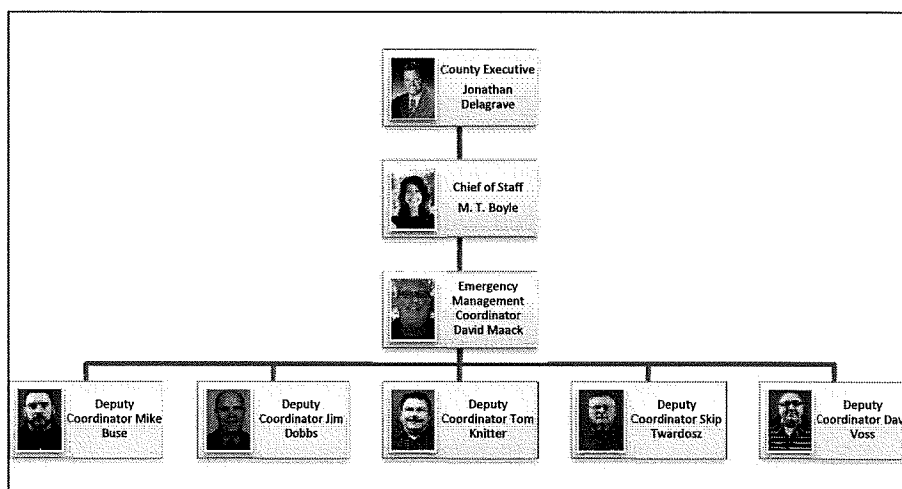 County Executive
Jonathan
Delagrave
Chief of Staff
M. T. Boyle
Emergency
Management
Coordinator
David Maack
Deputy
Coordinator Mike
Buse
Deputy
Coordinator Jim
Dobbs
Deputy
Coordinator Tom
Knitter
Deputy
Coordinator Skip
Twardosz
Deputy
Coordinator Dav
Voss